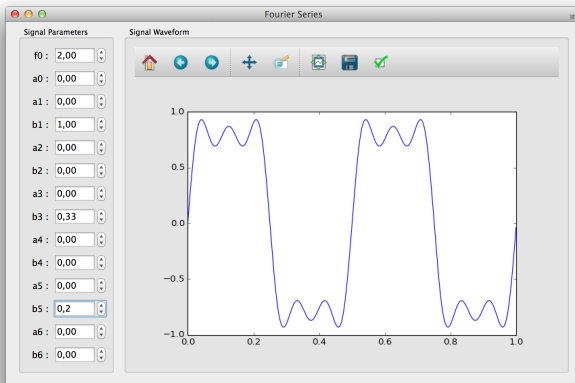 Fourier Series
Signal Parameters
Signal Waveform
f0 : 2,00
a0 : 0,00
a1 : 0,00
b1 : 1,00
a2 : 0,00
b2 : 0,00
a3 : 0,00
b3 : 0,33
a4 : 0,00
b4 : 0,00
a5 : 0,00
b5 : 0,2
a6 : 0,00
b6 : 0,00
1.0
0.5
0.0
−0.5
−1.0
0.0 0.2 0.4 0.6 0.8 1.0